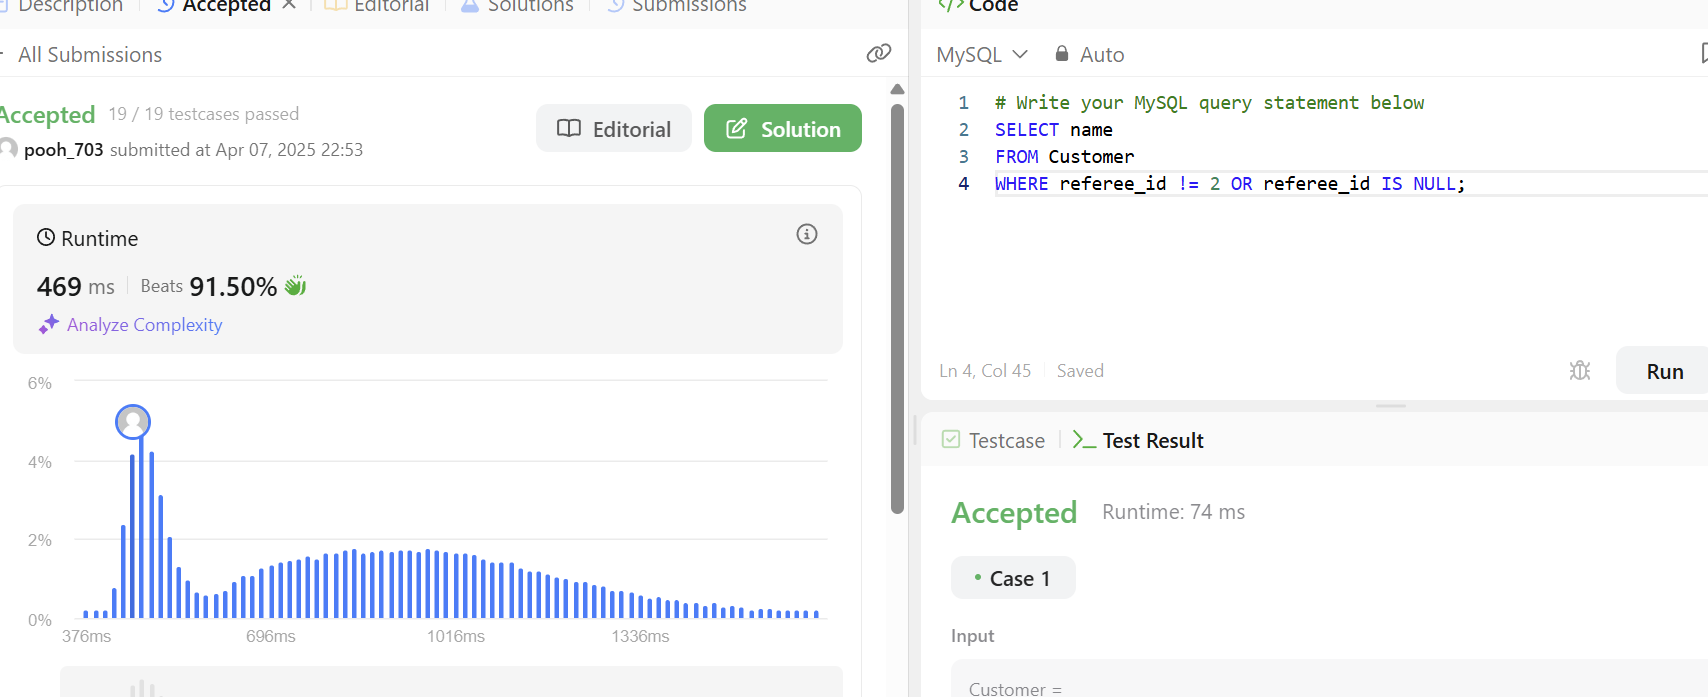 Description
Accepted
Editorial
Solutions
Submissions
All Submissions
Accepted 19 / 19 testcases passed
pooh_703 submitted at Apr 07, 2025 22:53
Editorial
Solution
Runtime
469 ms Beats 91.50%
Analyze Complexity
6%
4%
2%
0%
376ms 696ms 1016ms 1336ms
Code
MySQL Auto
1 # Write your MySQL query statement below
2 SELECT name
3 FROM Customer
4 WHERE referee_id != 2 OR referee_id IS NULL;
Ln 4, Col 45 Saved
Run
Testcase
Test Result
Accepted Runtime: 74 ms
Case 1
Input
Customer =